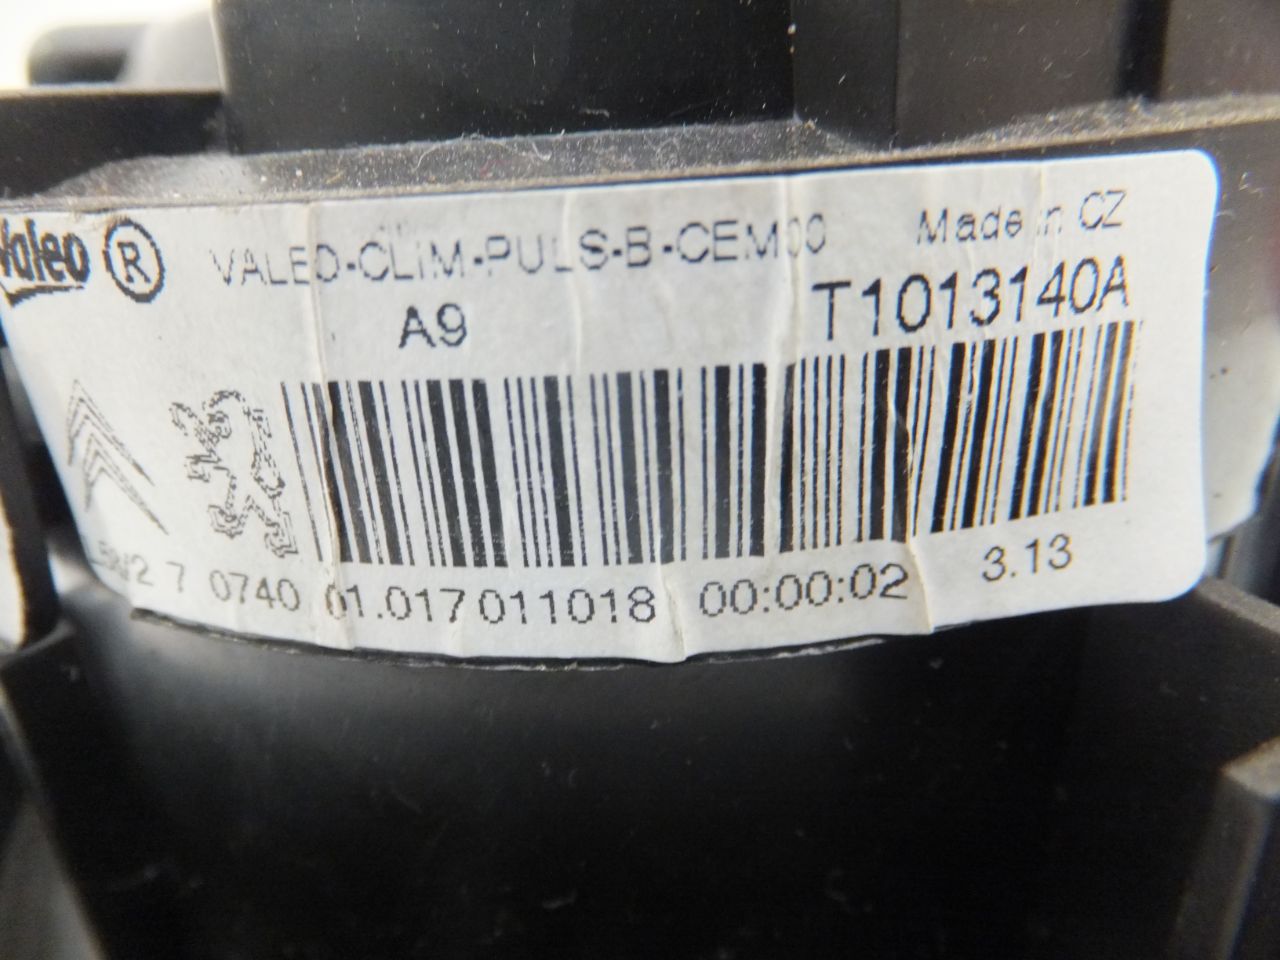 Valeo ® VALEO-CLIM-PULS-B-CEM00 Made in CZ
A9 T1013140A
7 0740 01.017011018 00:00:02 3.13